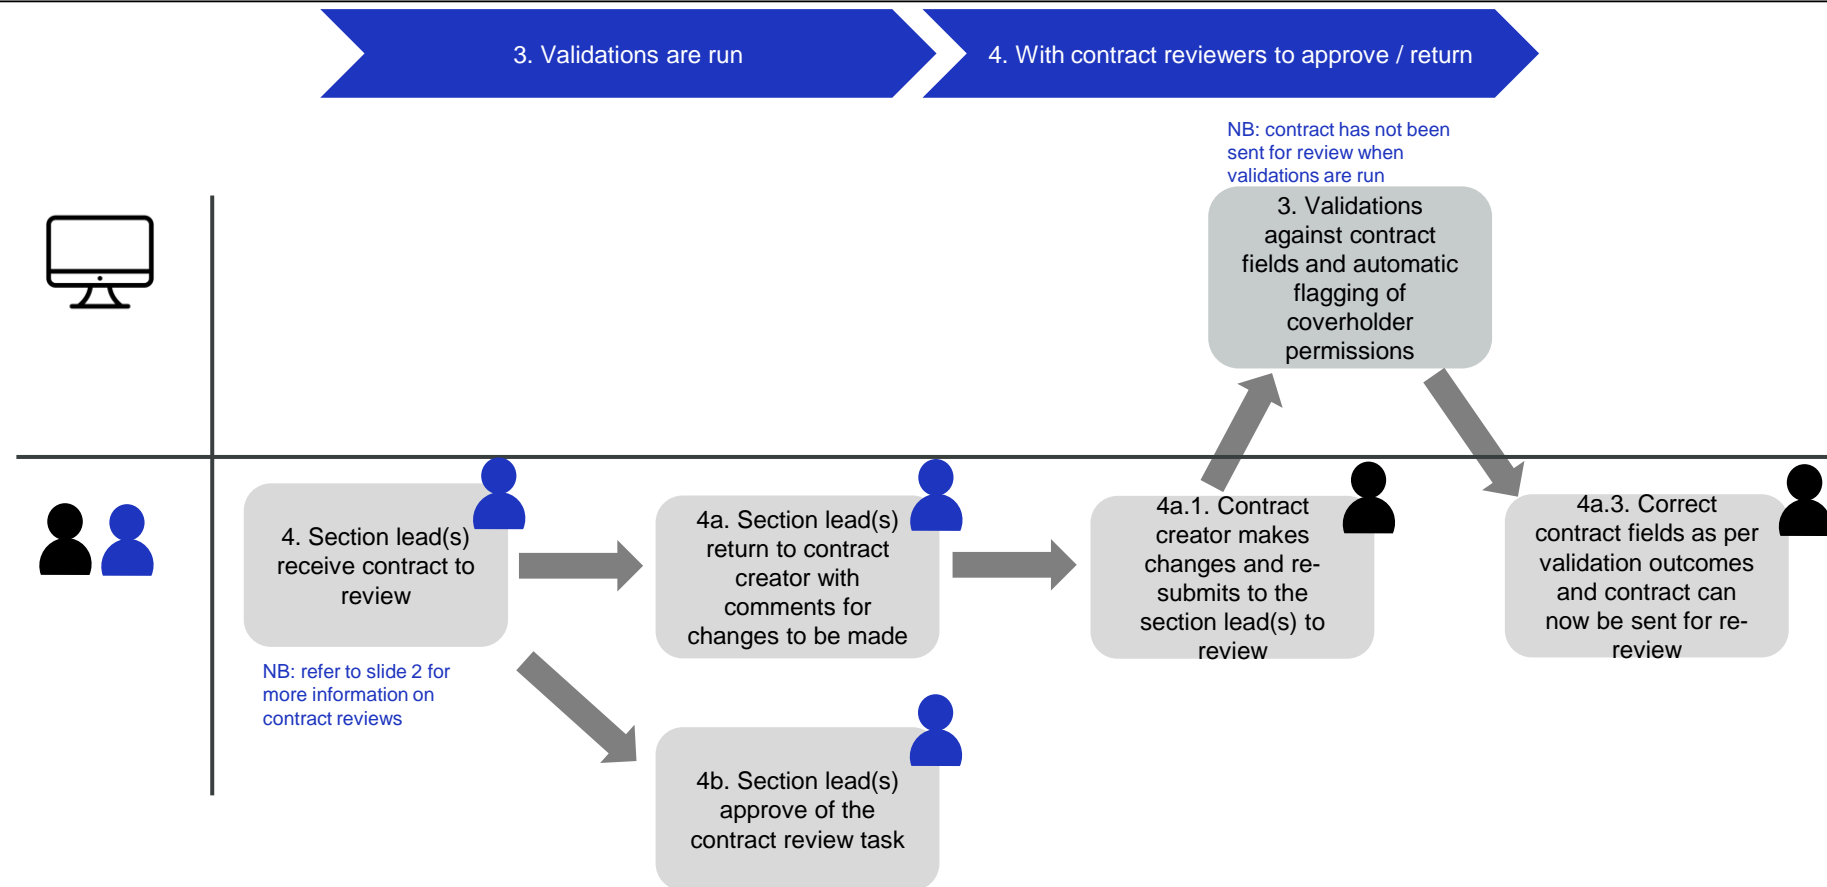 3. Validations are run
4. With contract reviewers to approve / return
NB: contract has not been
sent for review when
validations are run
3. Validations
against contract
fields and automatic
flagging of
coverholder
permissions
4. Section lead(s)
receive contract to
review
NB: refer to slide 2 for
more information on
contract reviews
4a. Section lead(s)
return to contract
creator with
comments for
changes to be made
4b. Section lead(s)
approve of the
contract review task
4a.1. Contract
creator makes
changes and re-
submits to the
section lead(s) to
review
4a.3. Correct
contract fields as per
validation outcomes
and contract can
now be sent for re-
review